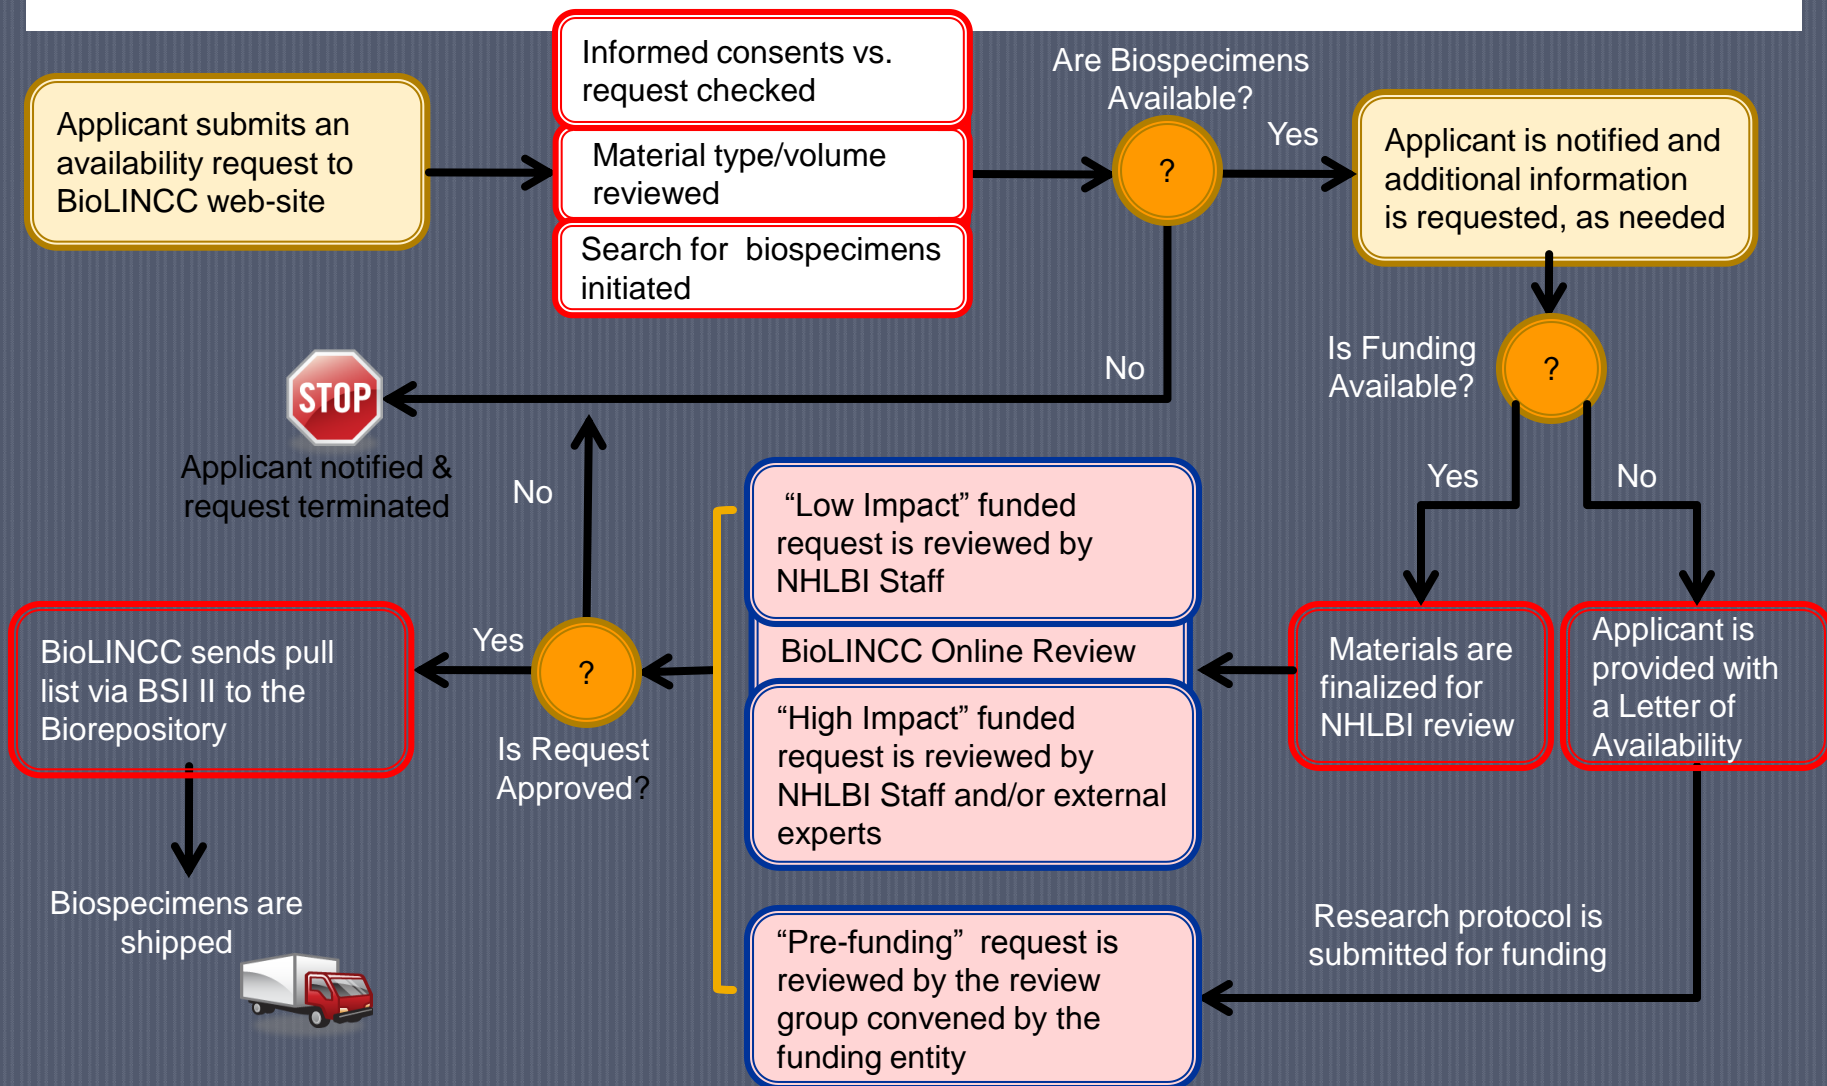 Applicant submits an
availability request to
BioLINCC web-site
Informed consents vs.
request checked
Material type/volume
reviewed
Search for biospecimens
initiated
Are Biospecimens
Available?
?
Yes
No
Applicant is notified and
additional information
is requested, as needed
Is Funding
Available?
?
Yes
No
STOP
Applicant notified &
request terminated
Materials are
finalized for
NHLBI review
Applicant is
provided with
a Letter of
Availability
Research protocol is
submitted for funding
“Low Impact” funded
request is reviewed by
NHLBI Staff
BioLINCC Online Review
“High Impact” funded
request is reviewed by
NHLBI Staff and/or external
experts
“Pre-funding” request is
reviewed by the review
group convened by the
funding entity
?
Is Request
Approved?
No
Yes
BioLINCC sends pull
list via BSI II to the
Biorepository
Biospecimens are
shipped